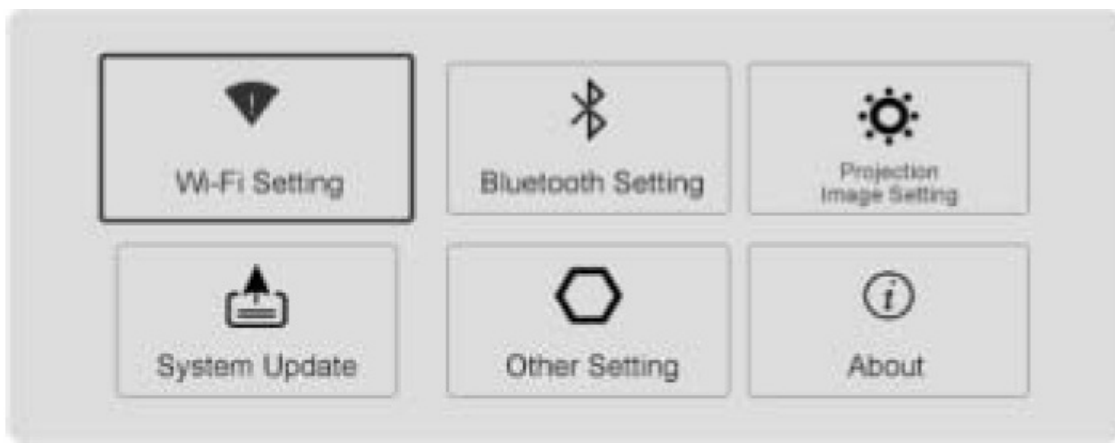 Wi-Fi Setting
Bluetooth Setting
Projection
Image Setting
System Update
Other Setting
About